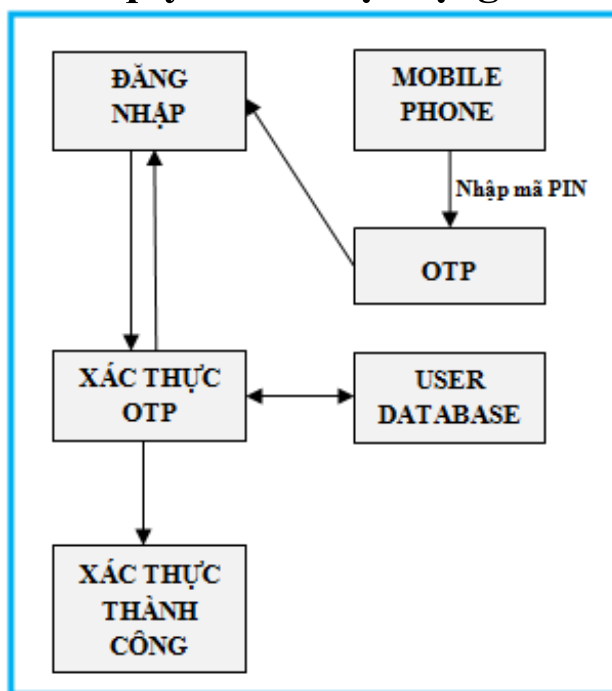 ĐĂNG
NHẬP
MOBILE
PHONE
Nhập mã PIN
OTP
XÁC THỰC
OTP
USER
DATABASE
XÁC THỰC
THÀNH
CÔNG